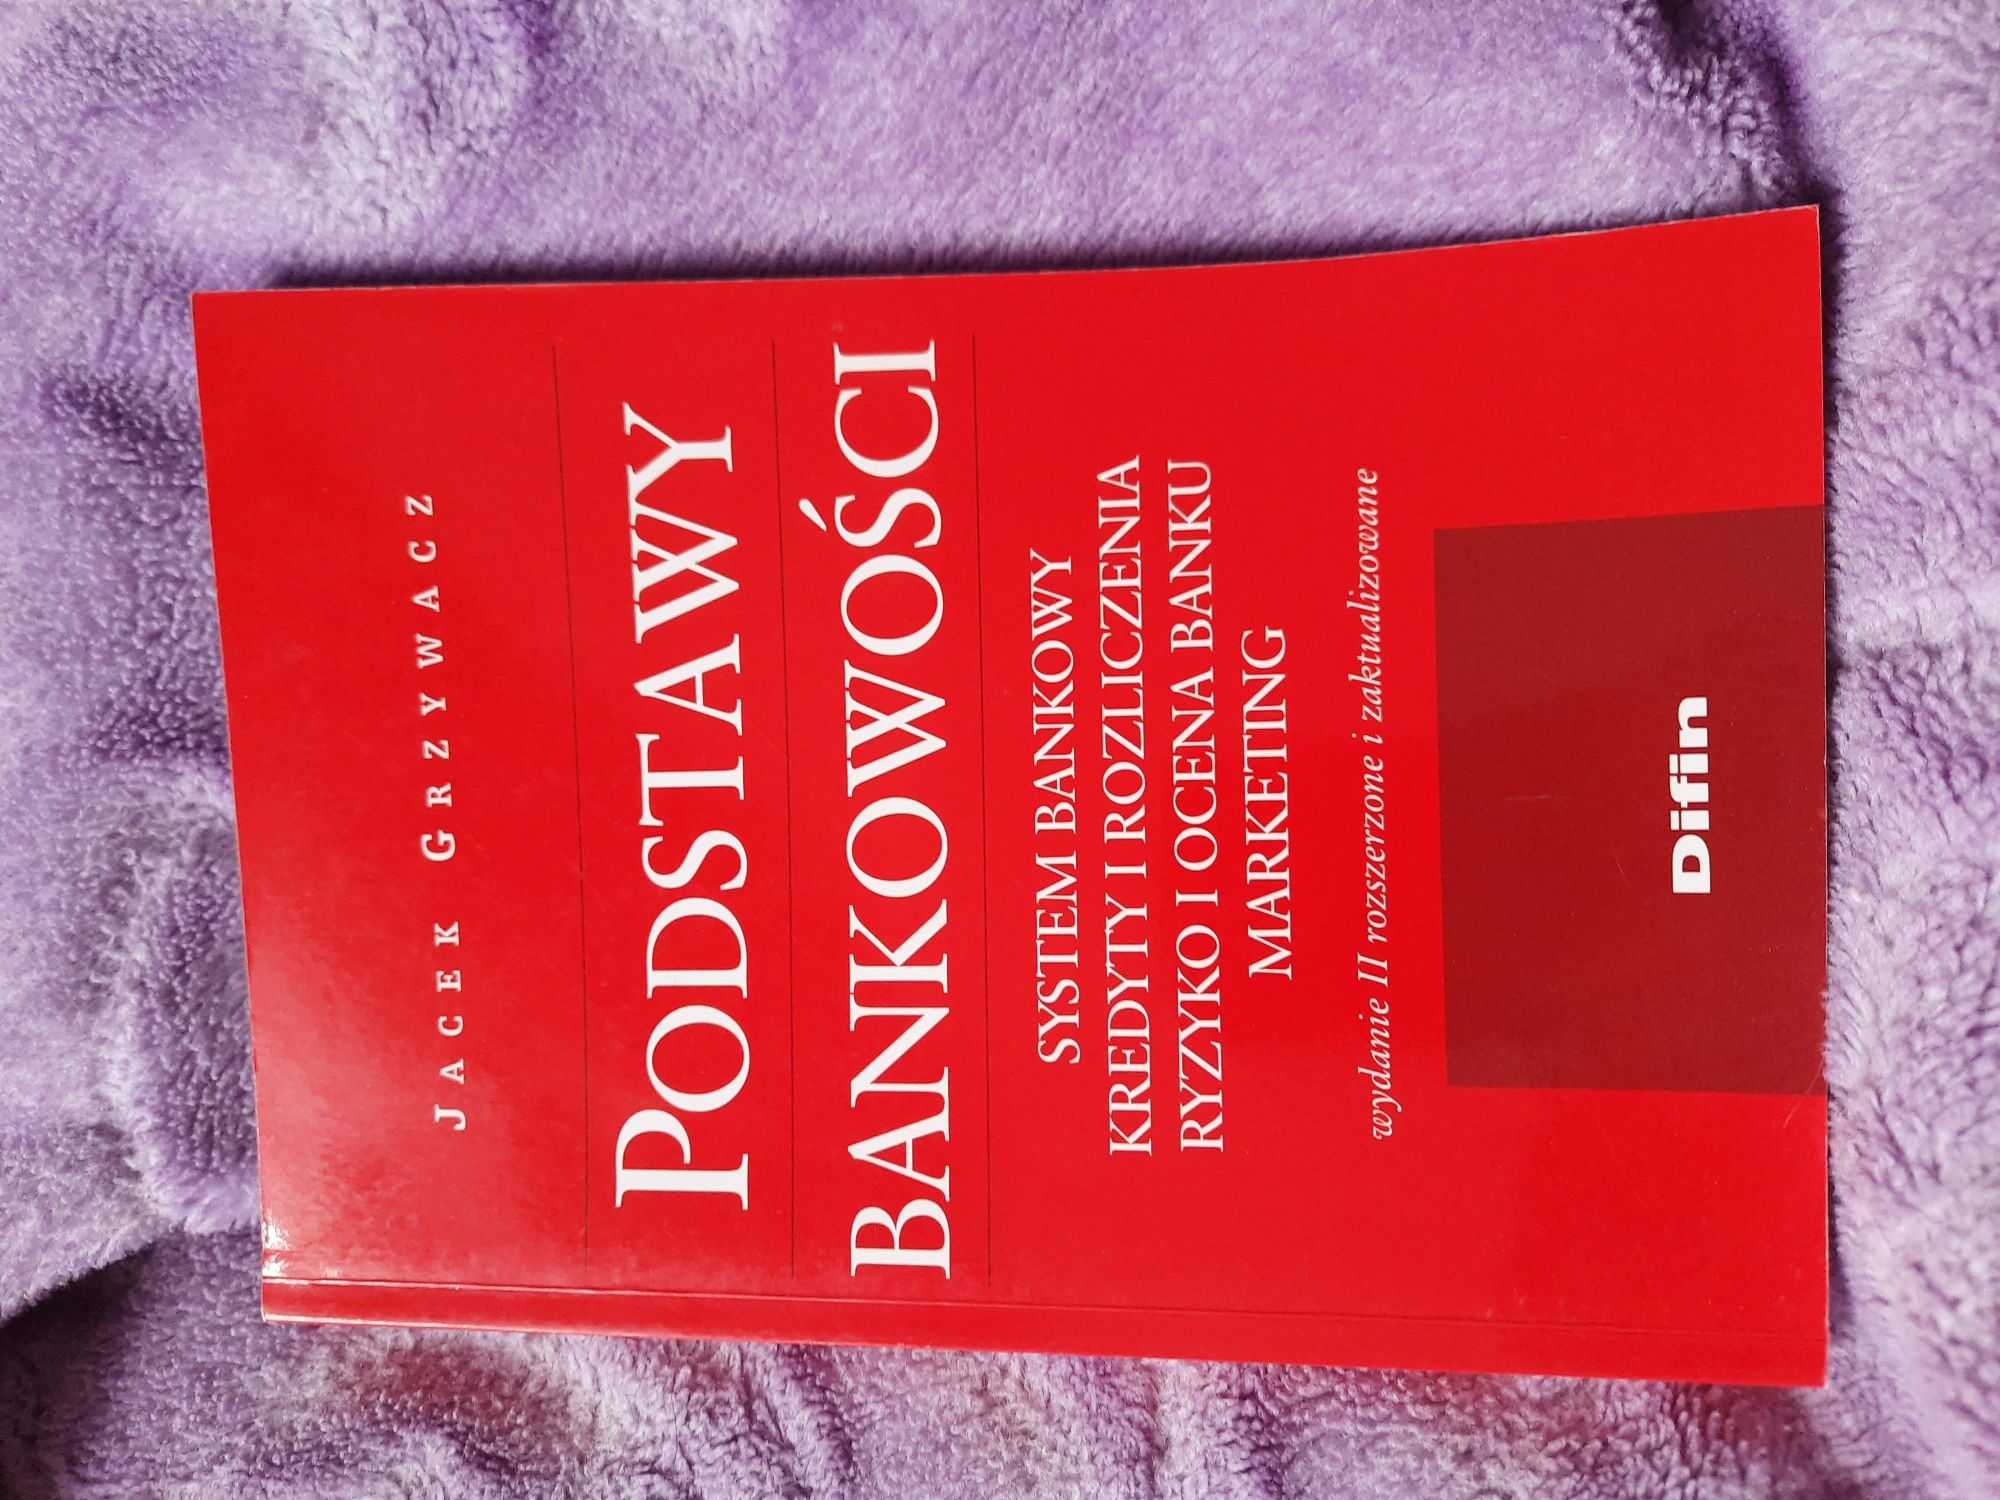 JACEK GRZYWACZ
PODSTAWY
BANKOWOŚCI
SYSTEM BANKOWY
KREDYTY I ROZLICZENIA
RYZYKO I OCENA BANKU
MARKETING
wydanie II rozszerzone i zaktualizowane
Difin